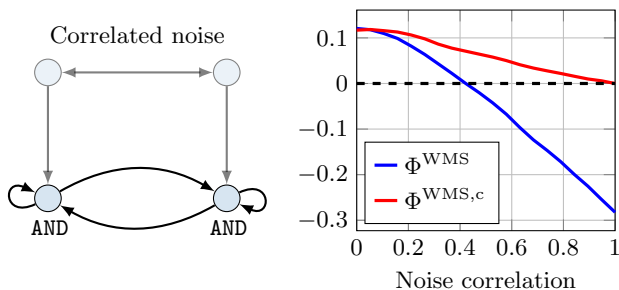 Correlated noise
AND AND
0.1
0
−0.1
−0.2
−0.3
Φ^WMS
Φ^WMS,c
0 0.2 0.4 0.6 0.8 1
Noise correlation